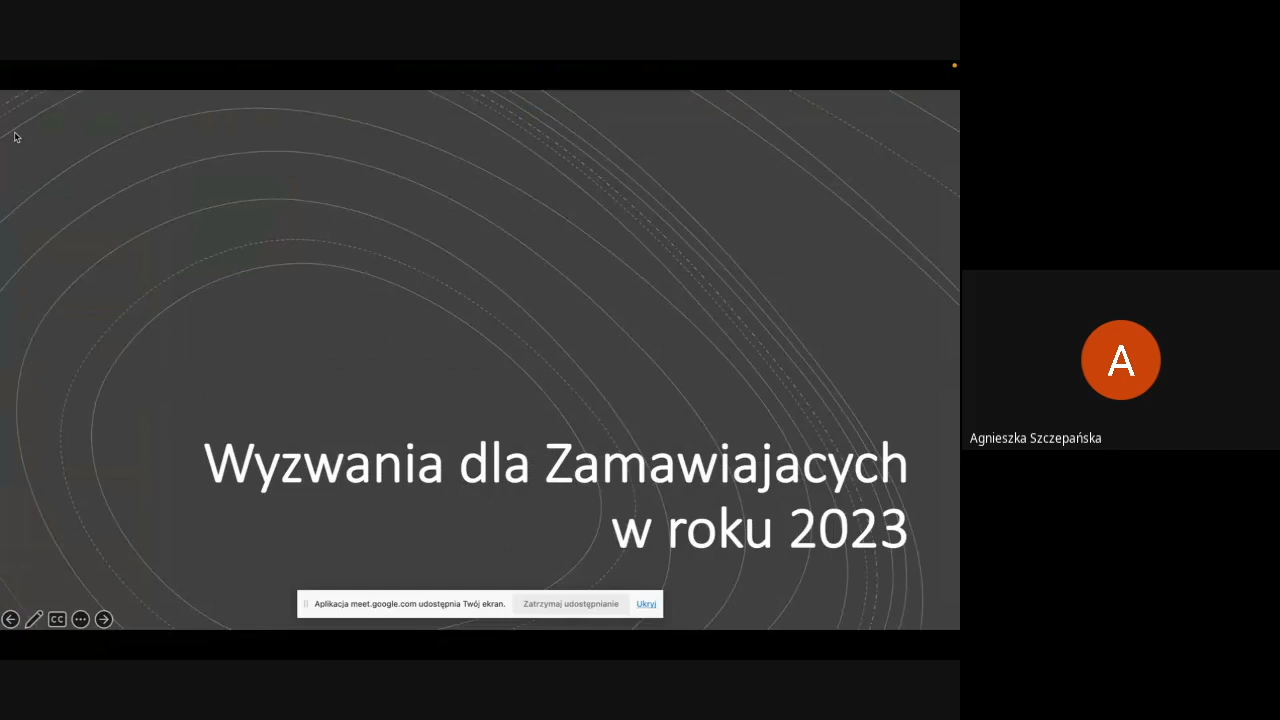 Wyzwania dla Zamawiajacych
w roku 2023
Aplikacja meet.google.com udostępnia Twój ekran. Zatrzymaj udostępnianie Ukryj
CC
A
Agnieszka Szczepańska